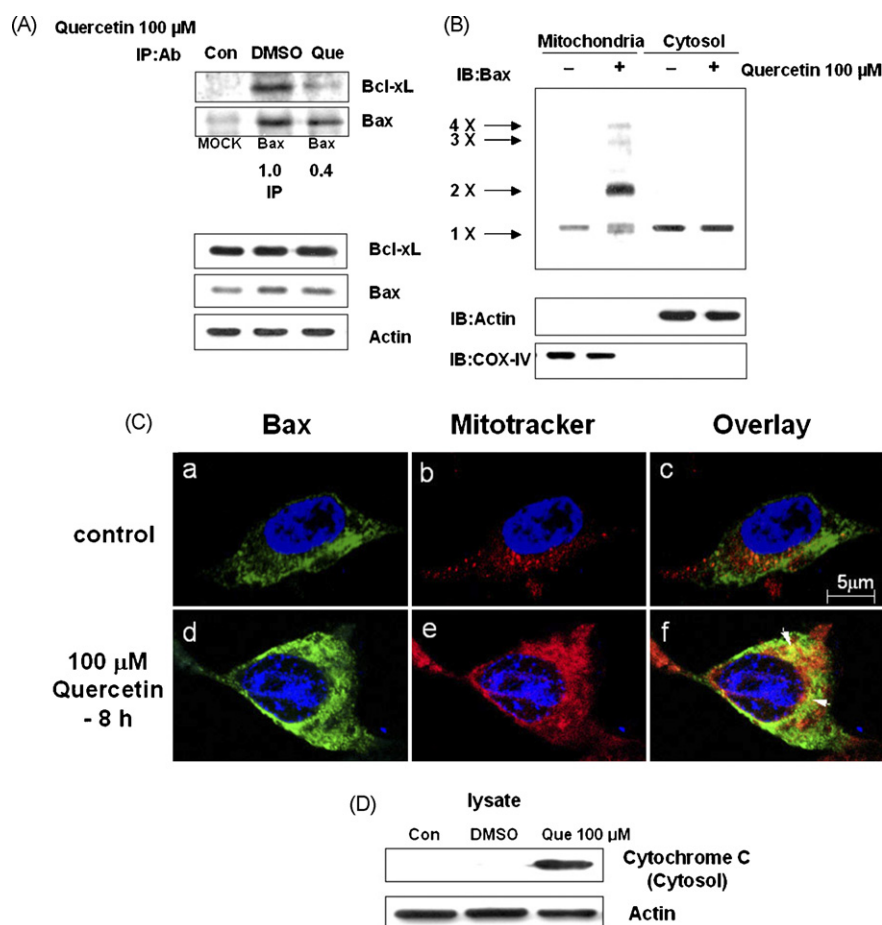 (A)
Quercetin 100 µM
IP:Ab Con DMSO Que
Bcl-xL
Bax
MOCK Bax Bax
1.0 0.4
IP
Bcl-xL
Bax
Actin
(B)
Mitochondria Cytosol
IB:Bax − + − + Quercetin 100 µM
4 X
3 X
2 X
1 X
IB:Actin
IB:COX-IV
(C)
Bax Mitotracker Overlay
control
a b c
5µm
100 µM
Quercetin
- 8 h
d e f
(D)
lysate
Con DMSO Que 100 µM
Cytochrome C
(Cytosol)
Actin